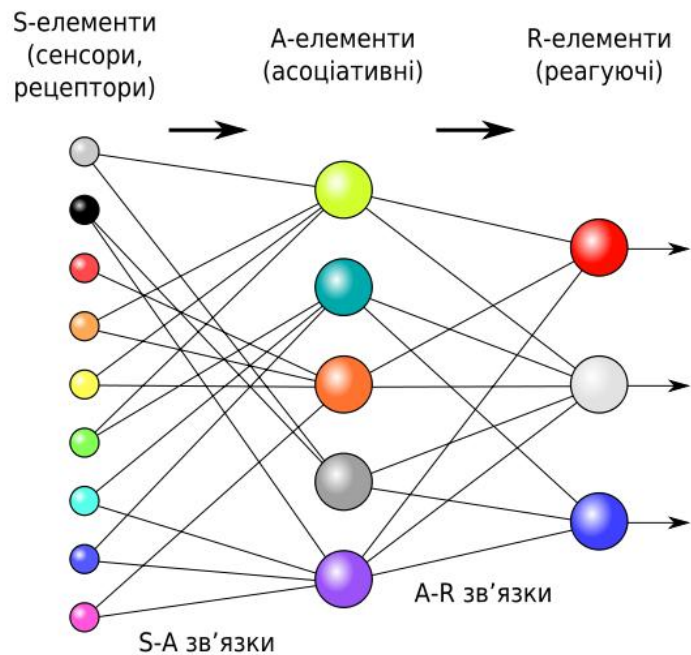 S-елементи
(сенсори,
рецептори)
А-елементи
(асоціативні)
R-елементи
(реагуючі)
А-R зв’язки
S-A зв’язки